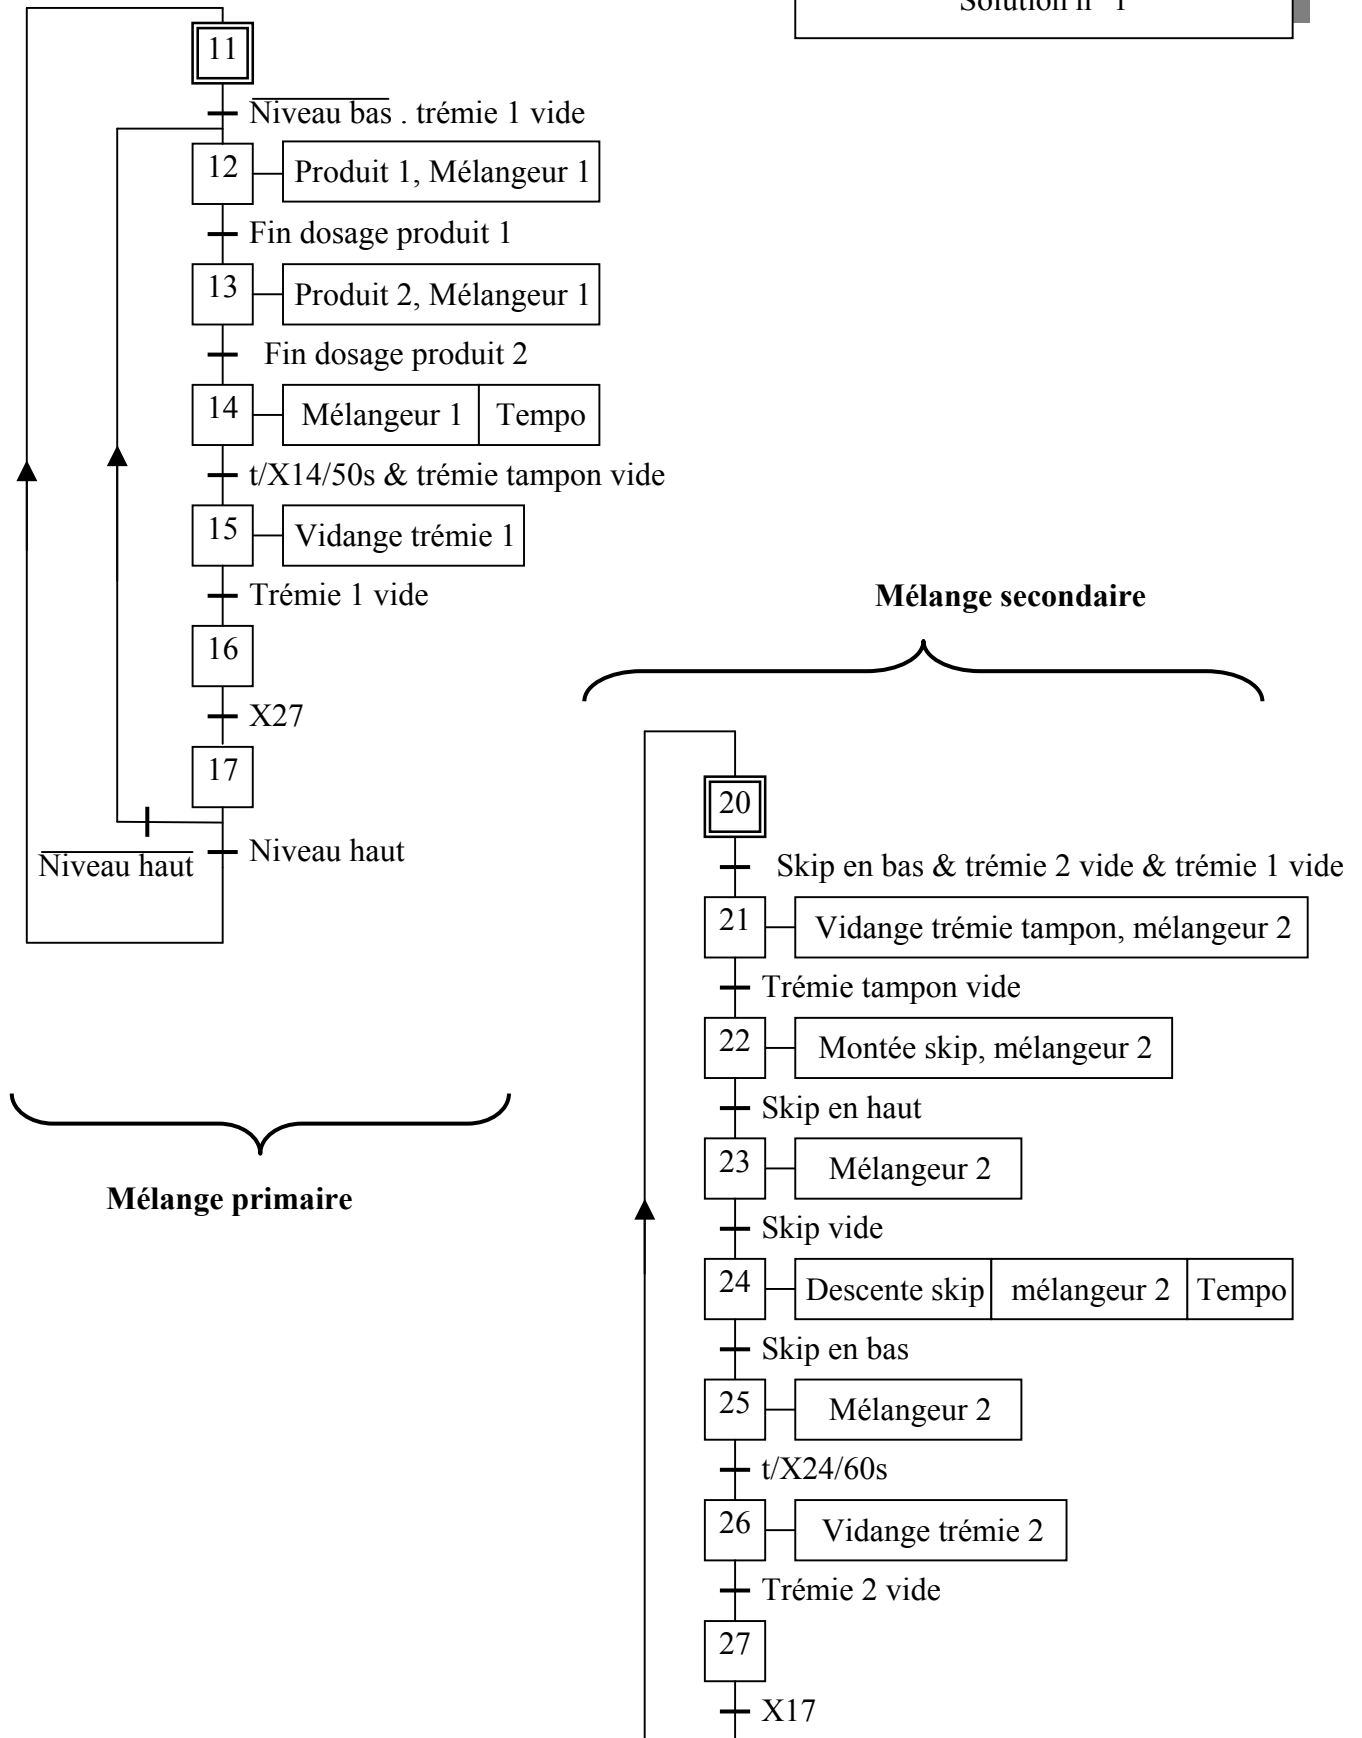 Solution n° 1
11
Niveau bas . trémie 1 vide
12 Produit 1, Mélangeur 1
Fin dosage produit 1
13 Produit 2, Mélangeur 1
Fin dosage produit 2
14 Mélangeur 1 Tempo
t/X14/50s & trémie tampon vide
15 Vidange trémie 1
Trémie 1 vide
16
X27
17
Niveau haut Niveau haut
Mélange primaire
Mélange secondaire
20
Skip en bas & trémie 2 vide & trémie 1 vide
21 Vidange trémie tampon, mélangeur 2
Trémie tampon vide
22 Montée skip, mélangeur 2
Skip en haut
23 Mélangeur 2
Skip vide
24 Descente skip mélangeur 2 Tempo
Skip en bas
25 Mélangeur 2
t/X24/60s
26 Vidange trémie 2
Trémie 2 vide
27
X17